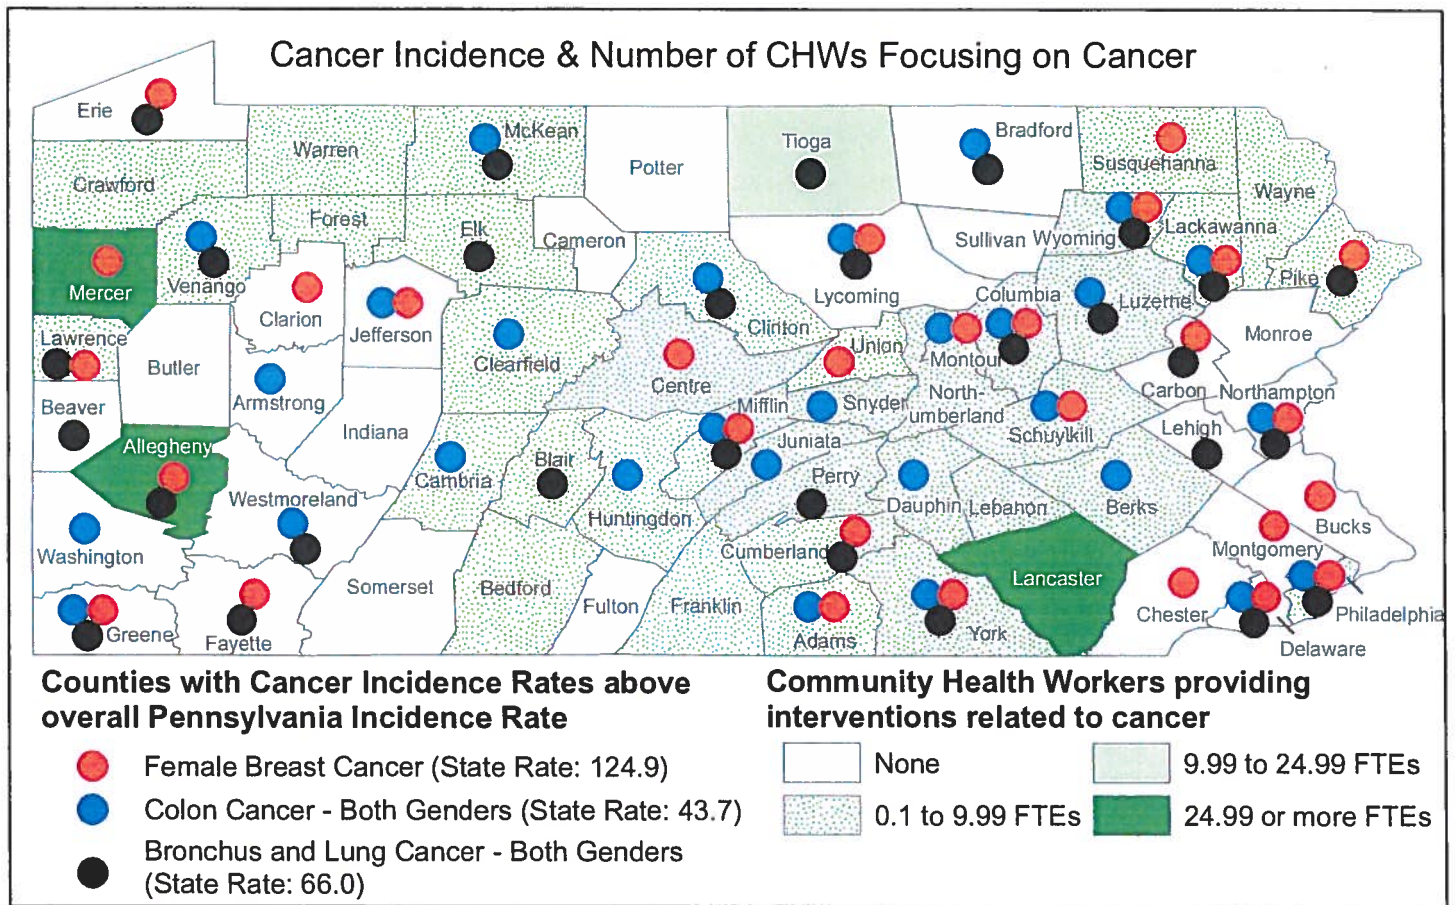 Cancer Incidence & Number of CHWs Focusing on Cancer
Erie
McKean
Bradford
Tioga
Warren
Potter
Susquehanna
Crawford
Wayne
Forest
Elk
Cameron
Sullivan
Wyoming
Lackawanna
Venango
Pike
Mercer
Lycoming
Columbia
Luzerne
Clarion
Jefferson
Clinton
Monroe
Lawrence
Union
Montour
Butler
Clearfield
Centre
Carbon
Northampton
Beaver
Armstrong
Mifflin
Snyder
North-
umberland
Lehigh
Allegheny
Indiana
Juniata
Schuylkill
Blair
Cambria
Perry
Westmoreland
Huntingdon
Dauphin
Lebanon
Berks
Bucks
Washington
Cumberland
Montgomery
Lancaster
Somerset
Bedford
Fulton
Franklin
Chester
Philadelphia
Greene
Fayette
Adams
York
Delaware
Counties with Cancer Incidence Rates above
overall Pennsylvania Incidence Rate
Female Breast Cancer (State Rate: 124.9)
Colon Cancer - Both Genders (State Rate: 43.7)
Bronchus and Lung Cancer - Both Genders
(State Rate: 66.0)
Community Health Workers providing
interventions related to cancer
None
9.99 to 24.99 FTEs
0.1 to 9.99 FTEs
24.99 or more FTEs